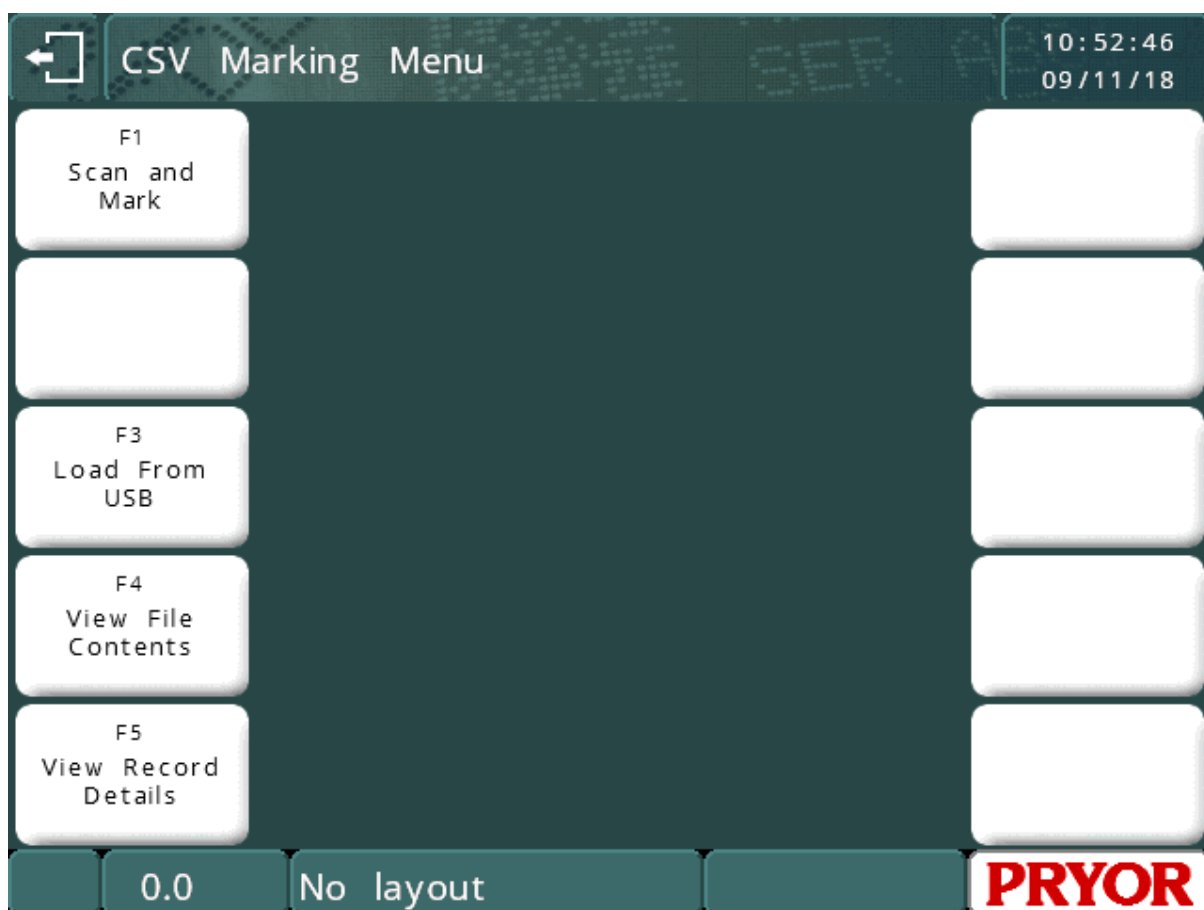 CSV Marking Menu
10:52:46
09/11/18
F1
Scan and
Mark
F3
Load From
USB
F4
View File
Contents
F5
View Record
Details
0.0
No layout
PRYOR